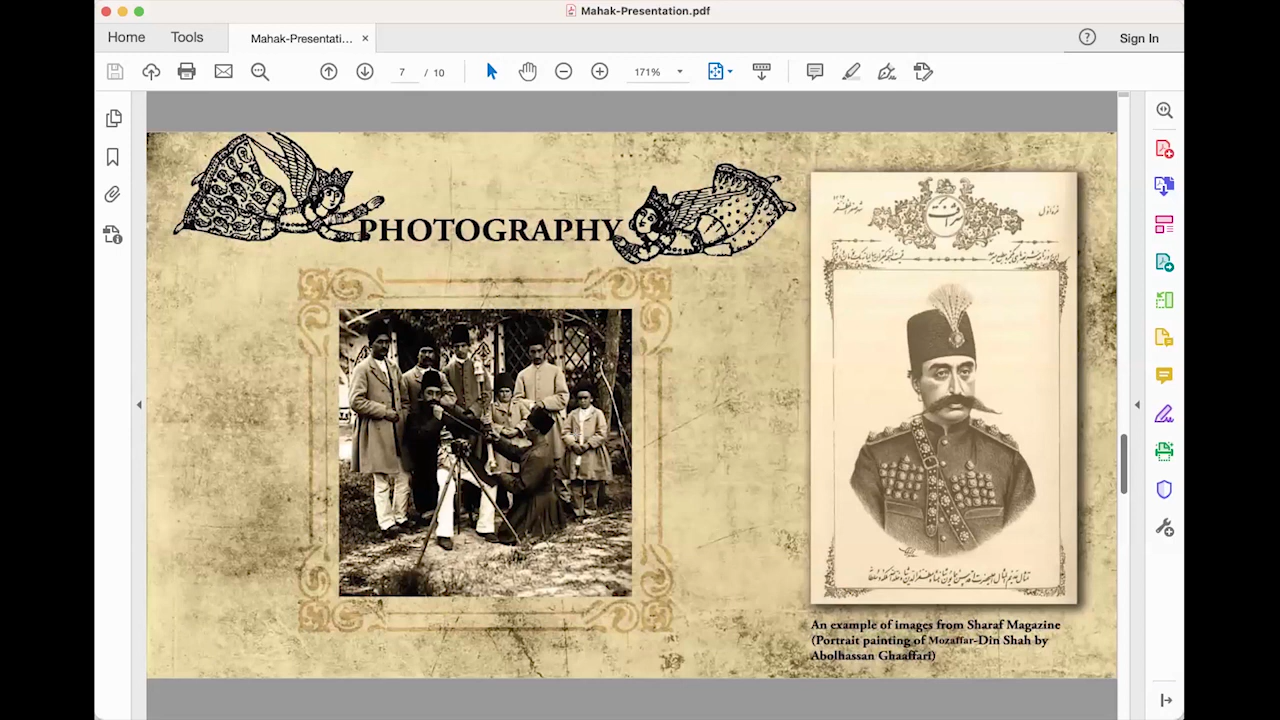 Mahak-Presentation.pdf
Home
Tools
Mahak-Presentati...
Sign In
7 / 10
171%
PHOTOGRAPHY
شرف
An example of images from Sharaf Magazine
(Portrait painting of Mozaffar-Din Shah by
Abolhassan Ghaaffari)